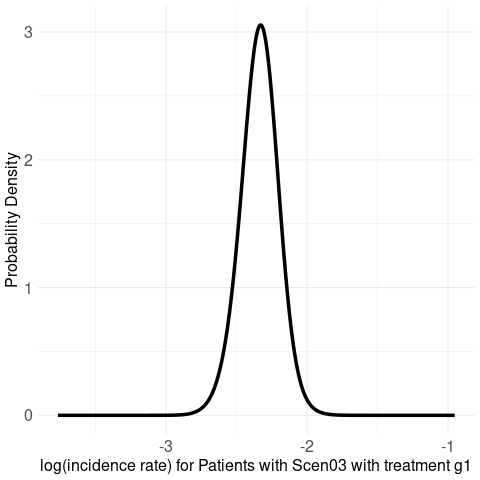 3
2
1
0
Probability Density
-3 -2 -1
log(incidence rate) for Patients with Scen03 with treatment g1